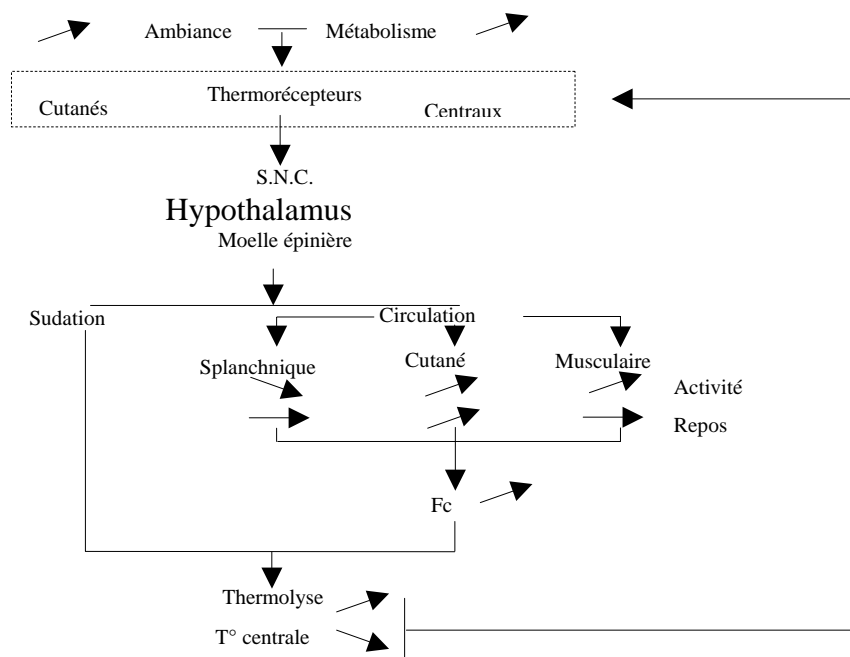 Ambiance Métabolisme
Thermorécepteurs
Cutanés Centraux
S.N.C.
Hypothalamus
Moelle épinière
Sudation Circulation
Splanchnique Cutané Musculaire
Activité
Repos
Fc
Thermolyse
T° centrale